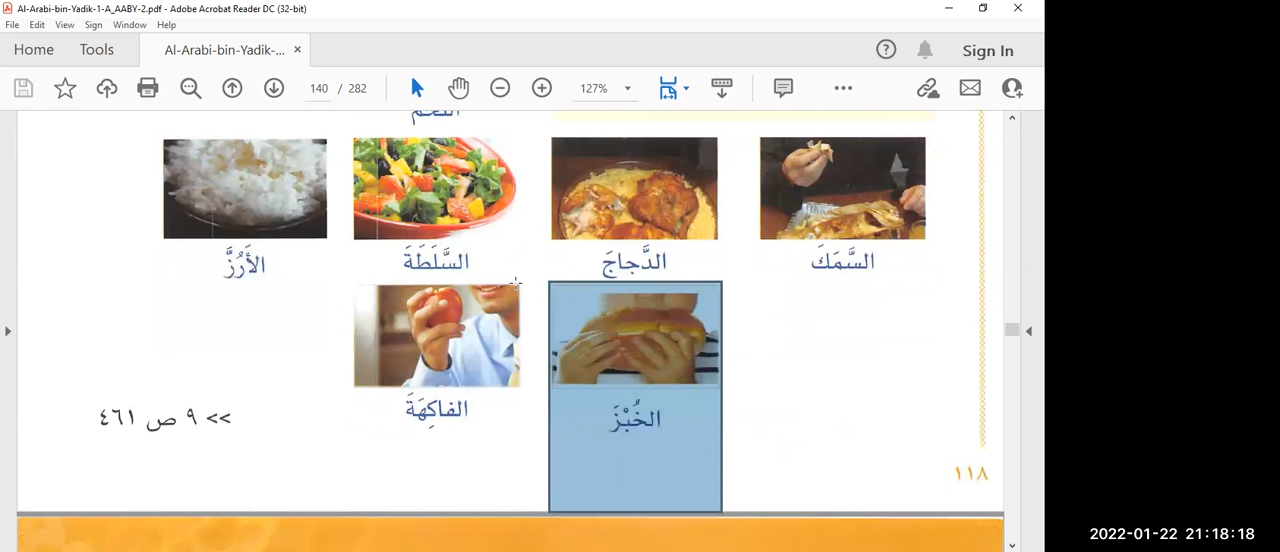 Al-Arabi-bin-Yadik-1-A_AABY-2.pdf - Adobe Acrobat Reader DC (32-bit)
File Edit View Sign Window Help
Home Tools Al-Arabi-bin-Yadik-... × Sign In
140 / 282 127%
السَّمَكَ الدَّجاجَ السَّلَطَةَ الأَرُزَّ
الخُبْزَ الفاكِهَةَ
>> ٩ ص ٤٦١
١١٨
2022-01-22 21:18:18